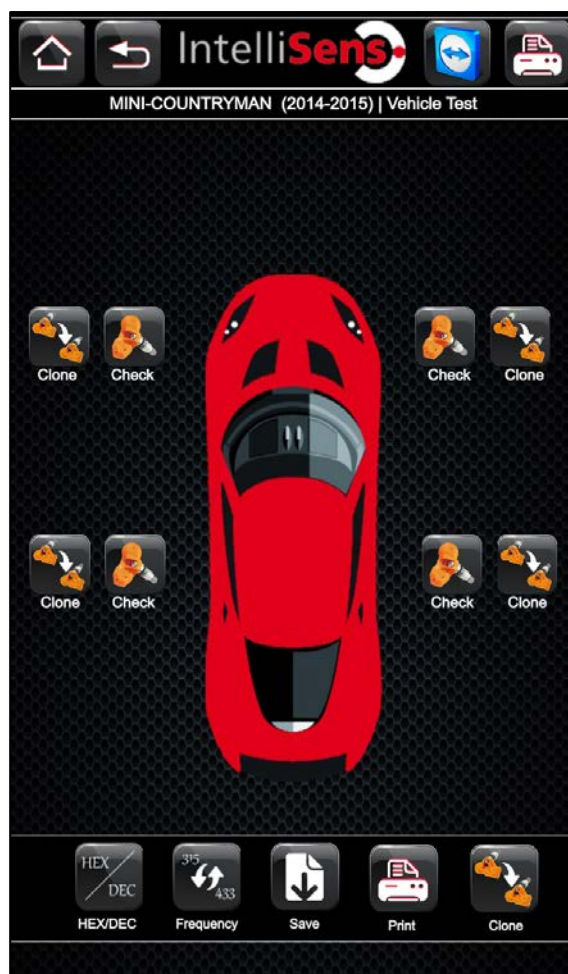 IntelliSens
MINI-COUNTRYMAN (2014-2015) | Vehicle Test
Clone Check Check Clone
Clone Check Check Clone
HEX DEC 315 433
HEX/DEC Frequency Save Print Clone